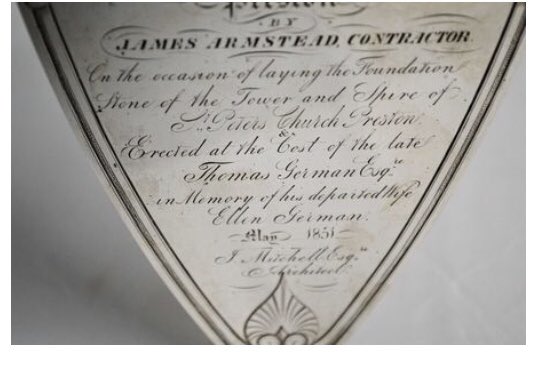 Preston
BY
JAMES ARMSTEAD, CONTRACTOR.
On the occasion of laying the Foundation
Stone of the Tower and Spire of
St. Peters Church Preston.
&
Erected at the Cost of the late
Thomas German Esqr.
in Memory of his departed Wife
Ellen German.
May 1851
J. Mitchell Esqr.
Architect.